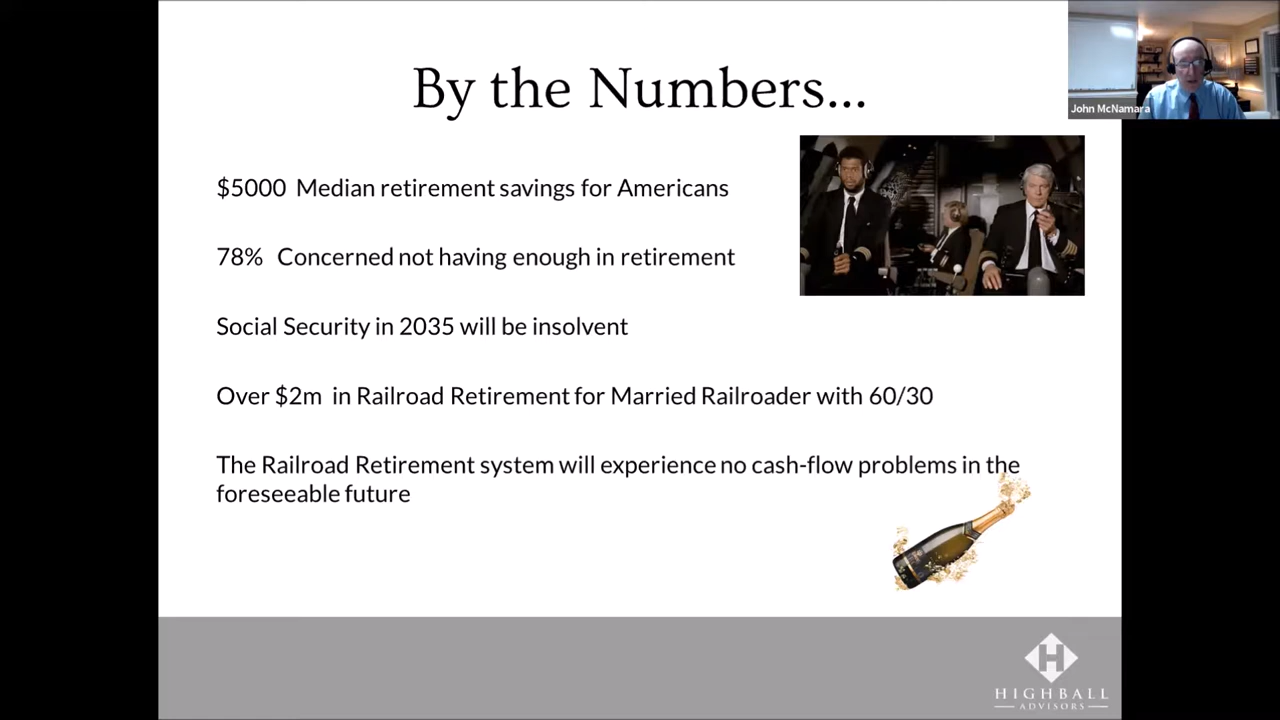 By the Numbers...
John McNamara
$5000 Median retirement savings for Americans
78% Concerned not having enough in retirement
Social Security in 2035 will be insolvent
Over $2m in Railroad Retirement for Married Railroader with 60/30
The Railroad Retirement system will experience no cash-flow problems in the
foreseeable future
H
HIGHBALL
ADVISORS